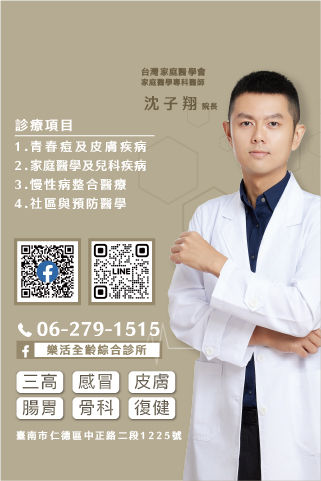 台灣家庭醫學會
家庭醫學專科醫師
沈子翔 院長
診療項目
1.青春痘及皮膚疾病
2.家庭醫學及兒科疾病
3.慢性病整合醫療
4.社區與預防醫學
LINE
06-279-1515
f 樂活全齡綜合診所
三高 感冒 皮膚
腸胃 骨科 復健
臺南市仁德區中正路二段1225號